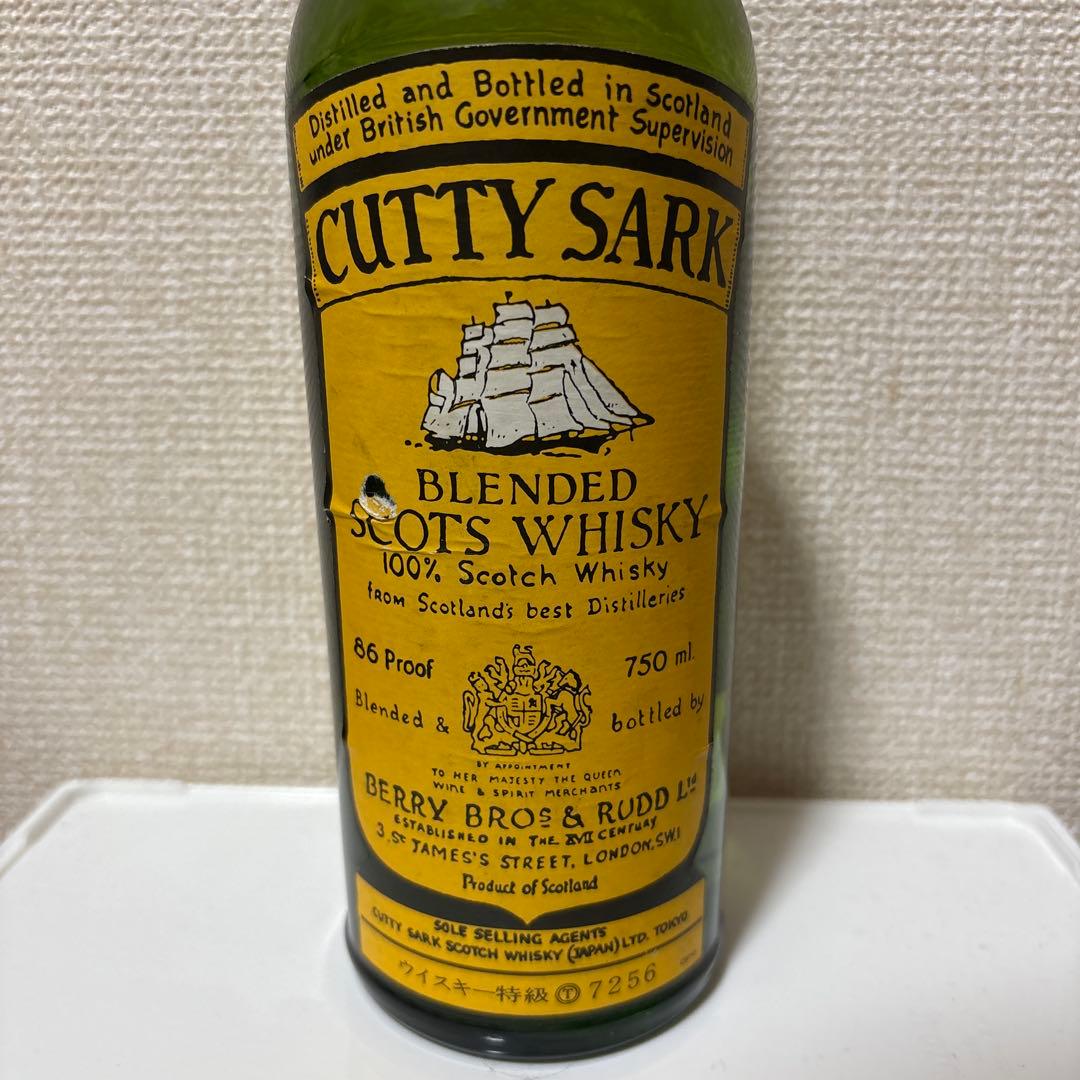 Distilled and Bottled in Scotland
under British Government Supervision
CUTTY SARK
BLENDED
SCOTS WHISKY
100% Scotch Whisky
FROM Scotland's best Distilleries
86 Proof 750 ml.
Blended & bottled by
BY APPOINTMENT
TO HER MAJESTY THE QUEEN
WINE & SPIRIT MERCHANTS
BERRY BROS & RUDD Ltd
ESTABLISHED IN THE XVII CENTURY
3, St JAMES'S STREET, LONDON, S.W.1
Product of Scotland
SOLE SELLING AGENTS
CUTTY SARK SCOTCH WHISKY (JAPAN) LTD. TOKYO
ウイスキー特級 Ⓣ 7256